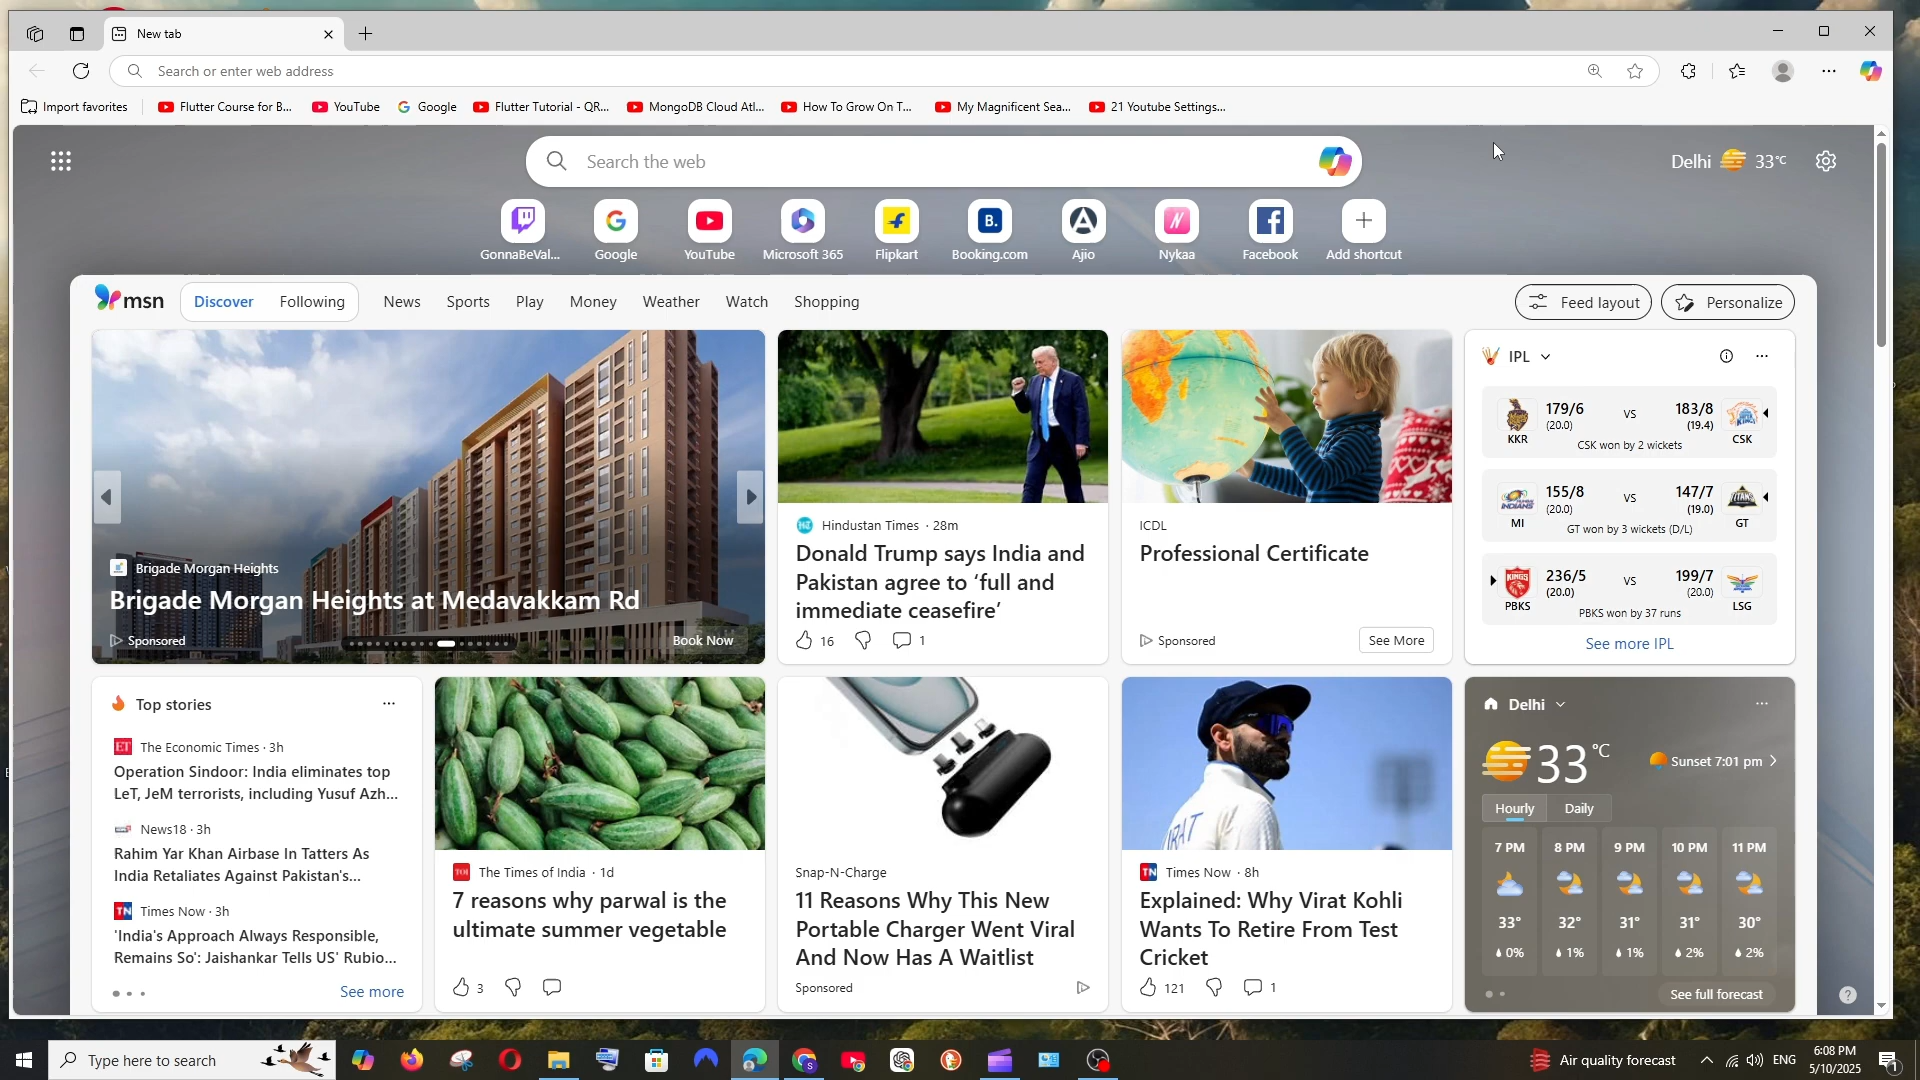 New tab
Search or enter web address
Import favorites
Flutter Course for B...
YouTube
Google
Flutter Tutorial - QR...
MongoDB Cloud Atl...
How To Grow On T...
My Magnificent Sea...
21 Youtube Settings...
Search the web
Delhi
33°C
GonnaBeVal...
Google
YouTube
Microsoft 365
Flipkart
B.
Booking.com
Ajio
Nykaa
Facebook
Add shortcut
msn
Discover
Following
News
Sports
Play
Money
Weather
Watch
Shopping
Feed layout
Personalize
Brigade Morgan Heights
Brigade Morgan Heights at Medavakkam Rd
Sponsored
Book Now
Hindustan Times · 28m
Donald Trump says India and
Pakistan agree to ‘full and
immediate ceasefire’
16
1
ICDL
Professional Certificate
Sponsored
See More
IPL
179/6
(20.0)
KKR
VS
183/8
(19.4)
CSK
CSK won by 2 wickets
155/8
(20.0)
MI
VS
147/7
(19.0)
GT
GT won by 3 wickets (D/L)
236/5
(20.0)
PBKS
VS
199/7
(20.0)
LSG
PBKS won by 37 runs
See more IPL
Top stories
The Economic Times · 3h
Operation Sindoor: India eliminates top
LeT, JeM terrorists, including Yusuf Azh...
News18 · 3h
Rahim Yar Khan Airbase In Tatters As
India Retaliates Against Pakistan's...
Times Now · 3h
'India's Approach Always Responsible,
Remains So': Jaishankar Tells US' Rubio...
See more
The Times of India · 1d
7 reasons why parwal is the
ultimate summer vegetable
3
Snap-N-Charge
11 Reasons Why This New
Portable Charger Went Viral
And Now Has A Waitlist
Sponsored
Times Now · 8h
Explained: Why Virat Kohli
Wants To Retire From Test
Cricket
121
1
Delhi
33°C
Sunset 7:01 pm
Hourly
Daily
7 PM
8 PM
9 PM
10 PM
11 PM
33°
32°
31°
31°
30°
0%
1%
1%
2%
2%
See full forecast
Type here to search
Air quality forecast
ENG
6:08 PM
5/10/2025
1